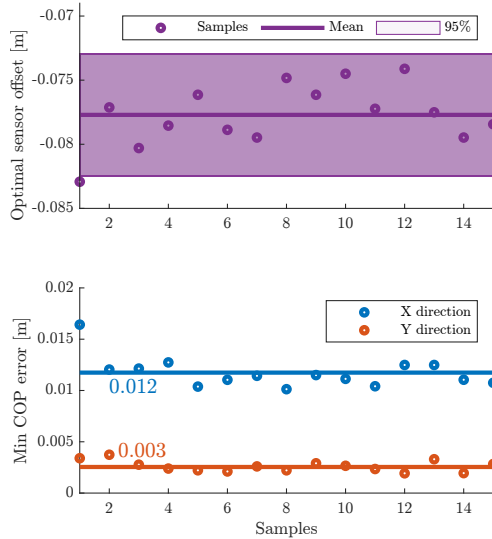 -0.07
Samples Mean 95%
-0.075
-0.08
-0.085
Optimal sensor offset [m]
2 4 6 8 10 12 14
0.02
X direction
Y direction
0.015
0.012
0.01
0.005
0.003
0
Min COP error [m]
2 4 6 8 10 12 14
Samples